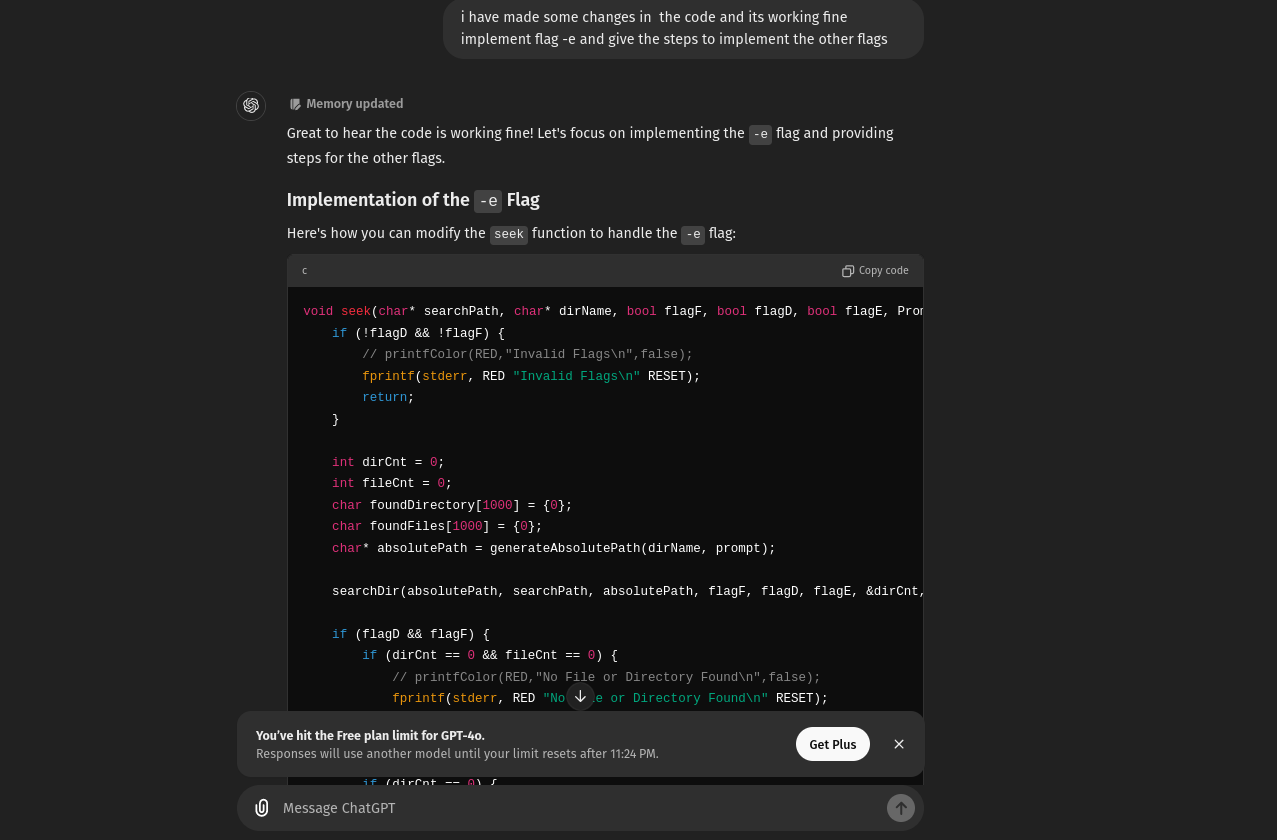 i have made some changes in  the code and its working fine
implement flag -e and give the steps to implement the other flags
Memory updated
Great to hear the code is working fine! Let's focus on implementing the -e flag and providing
steps for the other flags.
Implementation of the -e Flag
Here's how you can modify the seek function to handle the -e flag:
c
Copy code
void seek(char* searchPath, char* dirName, bool flagF, bool flagD, bool flagE, Pron
    if (!flagD && !flagF) {
        // printfColor(RED,"Invalid Flags\n",false);
        fprintf(stderr, RED "Invalid Flags\n" RESET);
        return;
    }
    int dirCnt = 0;
    int fileCnt = 0;
    char foundDirectory[1000] = {0};
    char foundFiles[1000] = {0};
    char* absolutePath = generateAbsolutePath(dirName, prompt);
    searchDir(absolutePath, searchPath, absolutePath, flagF, flagD, flagE, &dirCnt,
    if (flagD && flagF) {
        if (dirCnt == 0 && fileCnt == 0) {
            // printfColor(RED,"No File or Directory Found\n",false);
            fprintf(stderr, RED "No File or Directory Found\n" RESET);
You've hit the Free plan limit for GPT-4o.
Responses will use another model until your limit resets after 11:24 PM.
Get Plus
        if (dirCnt == 0) {
Message ChatGPT